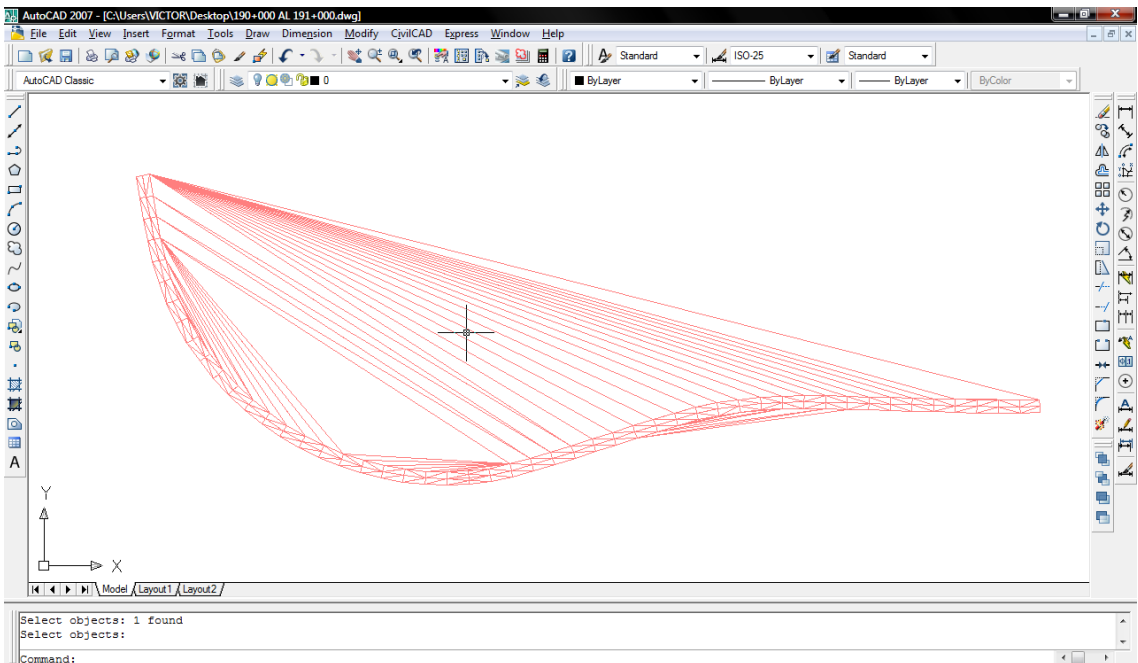 AutoCAD 2007 - [C:\Users\VICTOR\Desktop\190+000 AL 191+000.dwg]
File Edit View Insert Format Tools Draw Dimension Modify CivilCAD Express Window Help
Standard ISO-25 Standard
AutoCAD Classic 0 ByLayer ByLayer ByLayer ByColor
A
Y
X
Model Layout1 Layout2
Select objects: 1 found
Select objects:
Command: